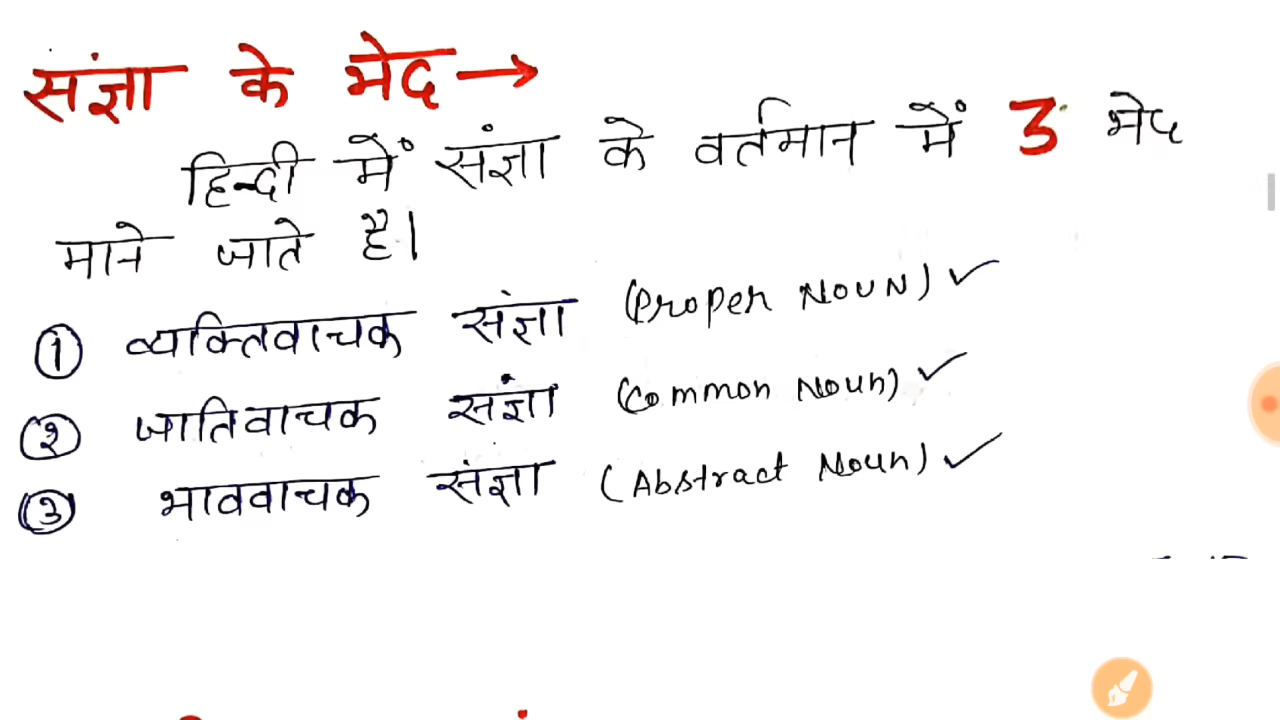 संज्ञा के भेद →
हिन्दी में संज्ञा के वर्तमान में 3 भेद
माने जाते है।
① व्यक्तिवाचक संज्ञा (Proper Noun) ✓
② जातिवाचक संज्ञा (Common Noun) ✓
③ भाववाचक संज्ञा (Abstract Noun) ✓